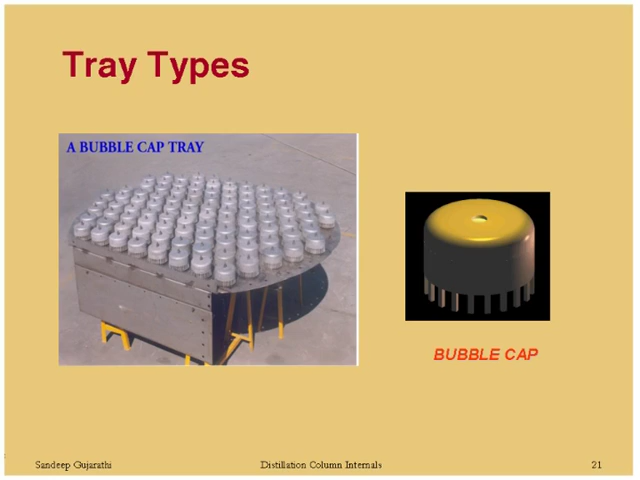 Tray Types
A BUBBLE CAP TRAY
BUBBLE CAP
Sandeep Gujarathi
Distillation Column Internals
21